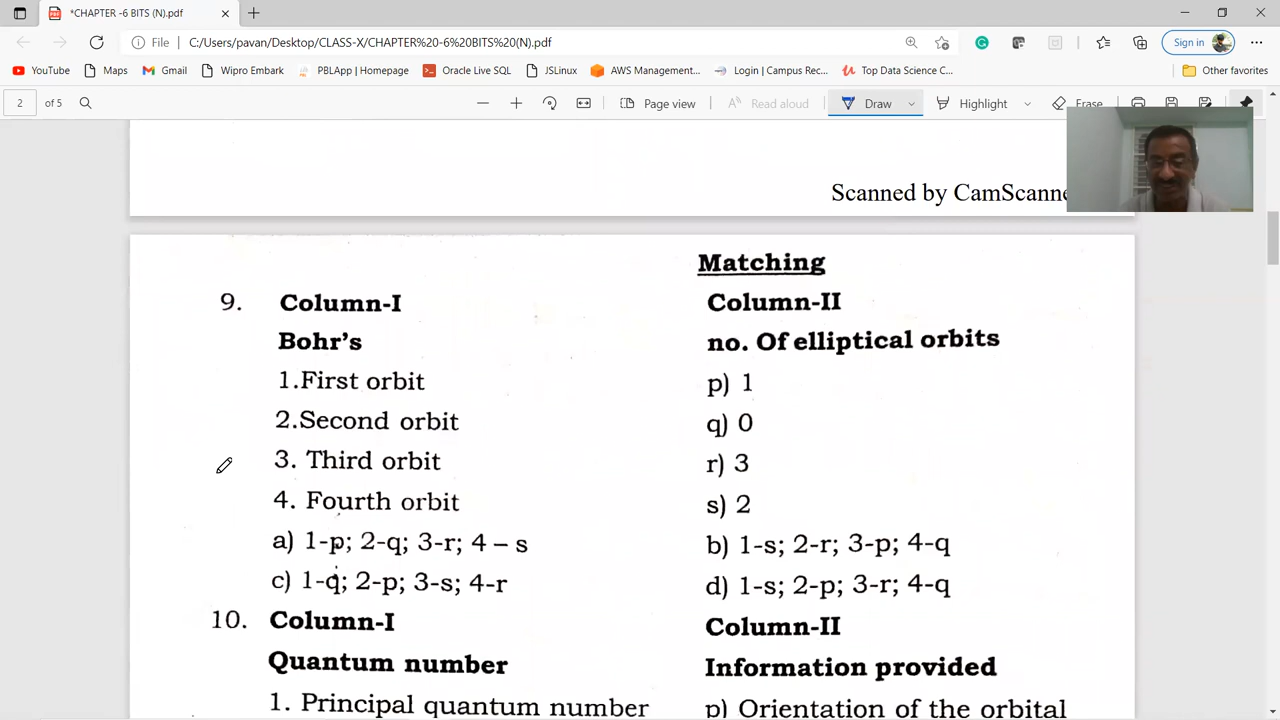 *CHAPTER -6 BITS (N).pdf
File C:/Users/pavan/Desktop/CLASS-X/CHAPTER%20-6%20BITS%20(N).pdf Sign in
YouTube Maps Gmail Wipro Embark PBLApp | Homepage Oracle Live SQL JSLinux AWS Management... Login | Campus Rec... Top Data Science C... Other favorites
2 of 5 Page view Read aloud Draw Highlight Erase
Scanned by CamScanne
Matching
9. Column-I Column-II
Bohr's no. Of elliptical orbits
1.First orbit p) 1
2.Second orbit q) 0
3. Third orbit r) 3
4. Fourth orbit s) 2
a) 1-p; 2-q; 3-r; 4 – s b) 1-s; 2-r; 3-p; 4-q
c) 1-q; 2-p; 3-s; 4-r d) 1-s; 2-p; 3-r; 4-q
10. Column-I Column-II
Quantum number Information provided
1. Principal quantum number p) Orientation of the orbital